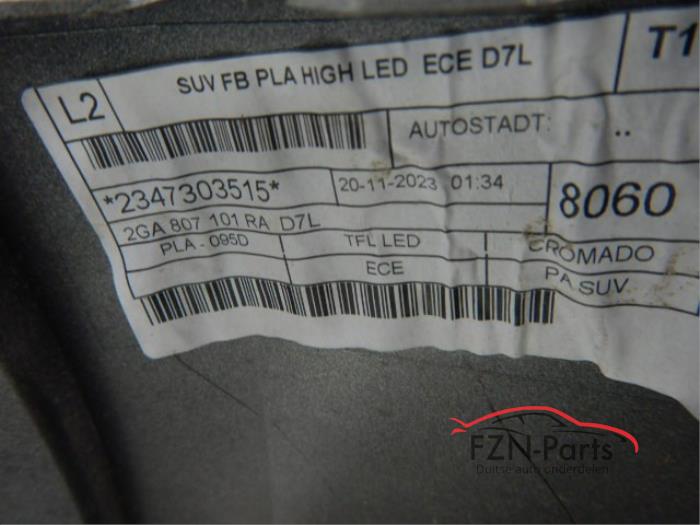 L2 SUV FB PLA HIGH LED ECE D7L T1
AUTOSTADT: ..
*2347303515* 20-11-2023 01:34 8060
2GA 807 101 RA D7L
PLA - 095D TFL LED CROMADO
ECE PA SUV
FZN-Parts
Duitse auto onderdelen